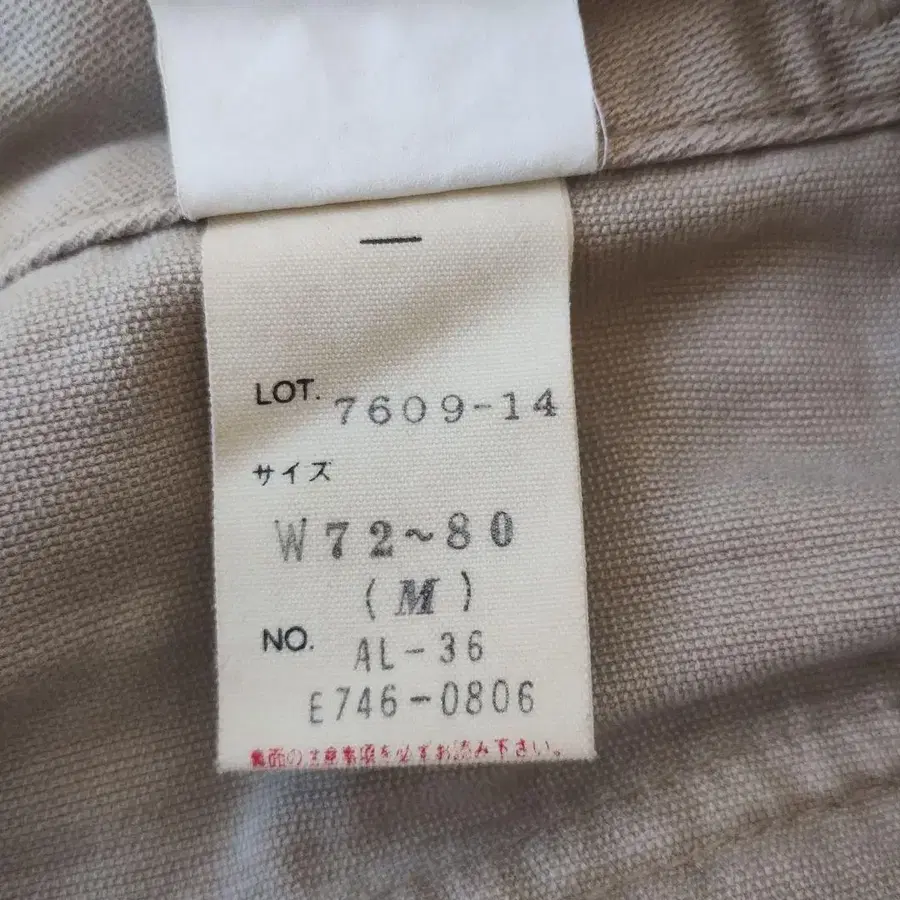 LOT. 7609-14
サイズ
W72~80
(M)
NO. AL-36
E746-0806
裏面の注意事項を必ずお読み下さい。